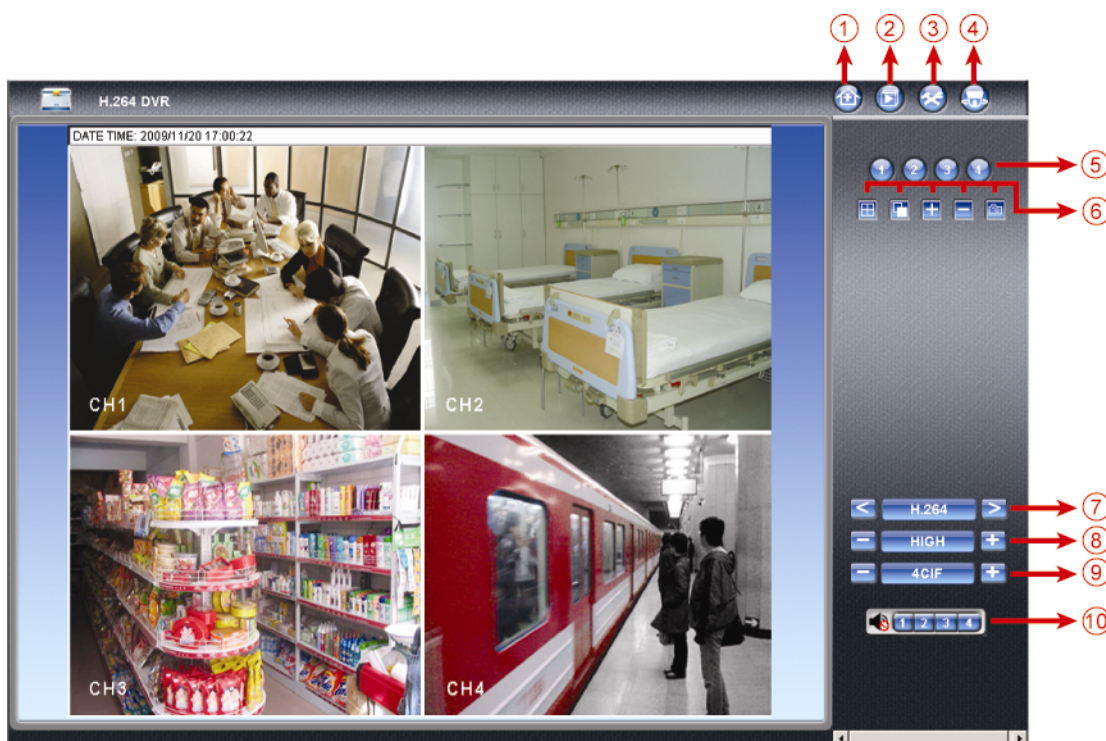 1 2 3 4
H.264 DVR
DATE TIME: 2009/11/20 17:00:22
CH1
CH2
CH3
CH4
1 2 3 4
5
6
< H.264 >
7
− HIGH +
8
− 4CIF +
9
1 2 3 4
10